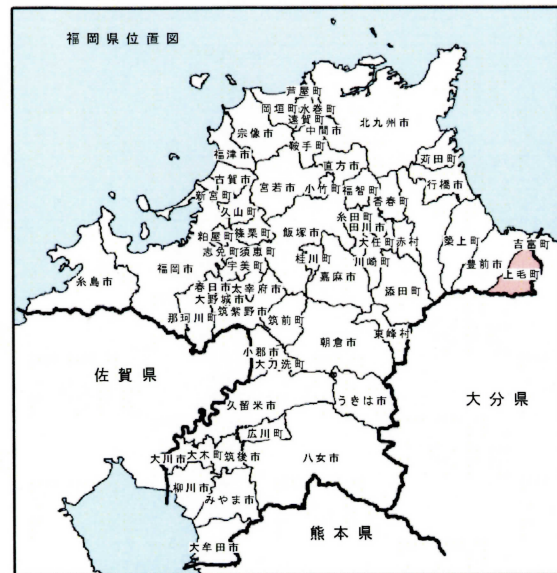 福岡県位置図
芦屋町
岡垣町
水巻町
遠賀町
北九州市
宗像市
中間市
鞍手町
福津市
直方市
苅田町
古賀市
宮若市
小竹町
福智町
行橋市
香春町
新宮町
久山町
糸田町
粕屋町
篠栗町
飯塚市
田川市
築上町
吉富町
志免町
須恵町
大任町
赤村
糸島市
福岡市
宇美町
桂川町
川崎町
豊前市
上毛町
嘉麻市
春日市
太宰府市
添田町
大野城市
筑紫野市
那珂川町
筑前町
東峰村
朝倉市
小郡市
大刀洗町
佐賀県
大分県
うきは市
久留米市
広川町
大川市
大木町
筑後市
八女市
柳川市
みやま市
熊本県
大牟田市